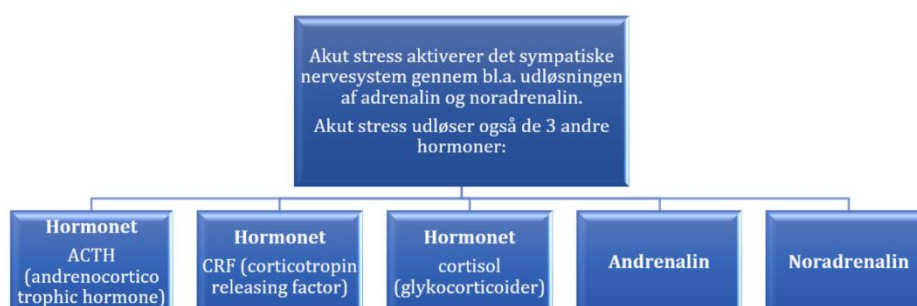 Akut stress aktiverer det sympatiske
nervesystem gennem bl.a. udløsningen
af adrenalin og noradrenalin.
Akut stress udløser også de 3 andre
hormoner:
Hormonet
ACTH
(andrenocortico
trophic hormone)
Hormonet
CRF (corticotropin
releasing factor)
Hormonet
cortisol
(glykocorticoider)
Andrenalin
Noradrenalin